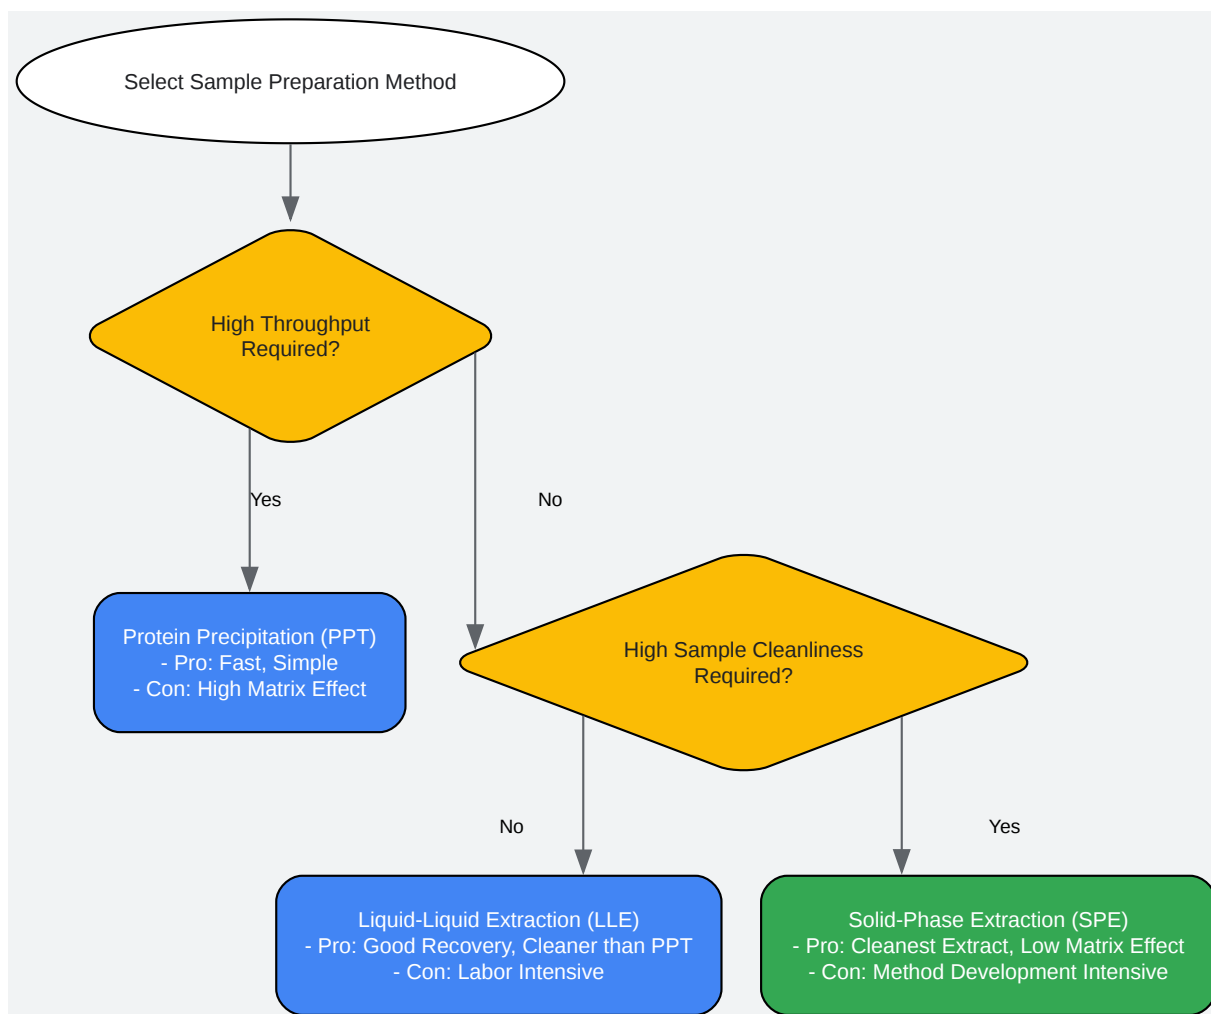 Select Sample Preparation Method
High Throughput
Required?
Yes
No
Protein Precipitation (PPT)
- Pro: Fast, Simple
- Con: High Matrix Effect
High Sample Cleanliness
Required?
No
Yes
Liquid-Liquid Extraction (LLE)
- Pro: Good Recovery, Cleaner than PPT
- Con: Labor Intensive
Solid-Phase Extraction (SPE)
- Pro: Cleanest Extract, Low Matrix Effect
- Con: Method Development Intensive